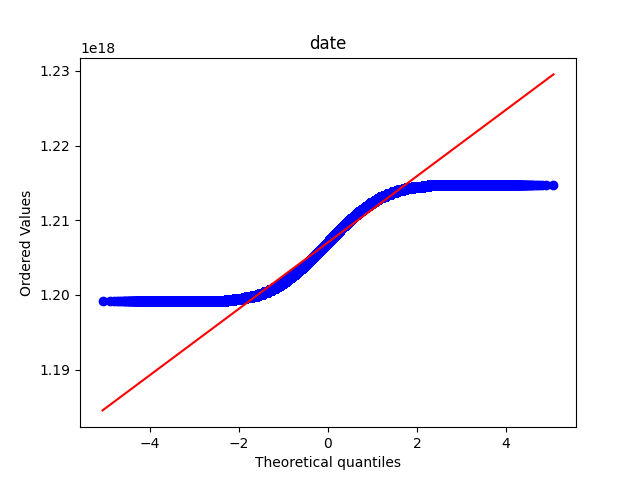 date
1e18
1.23
1.22
1.21
1.20
1.19
Ordered Values
−4 −2 0 2 4
Theoretical quantiles